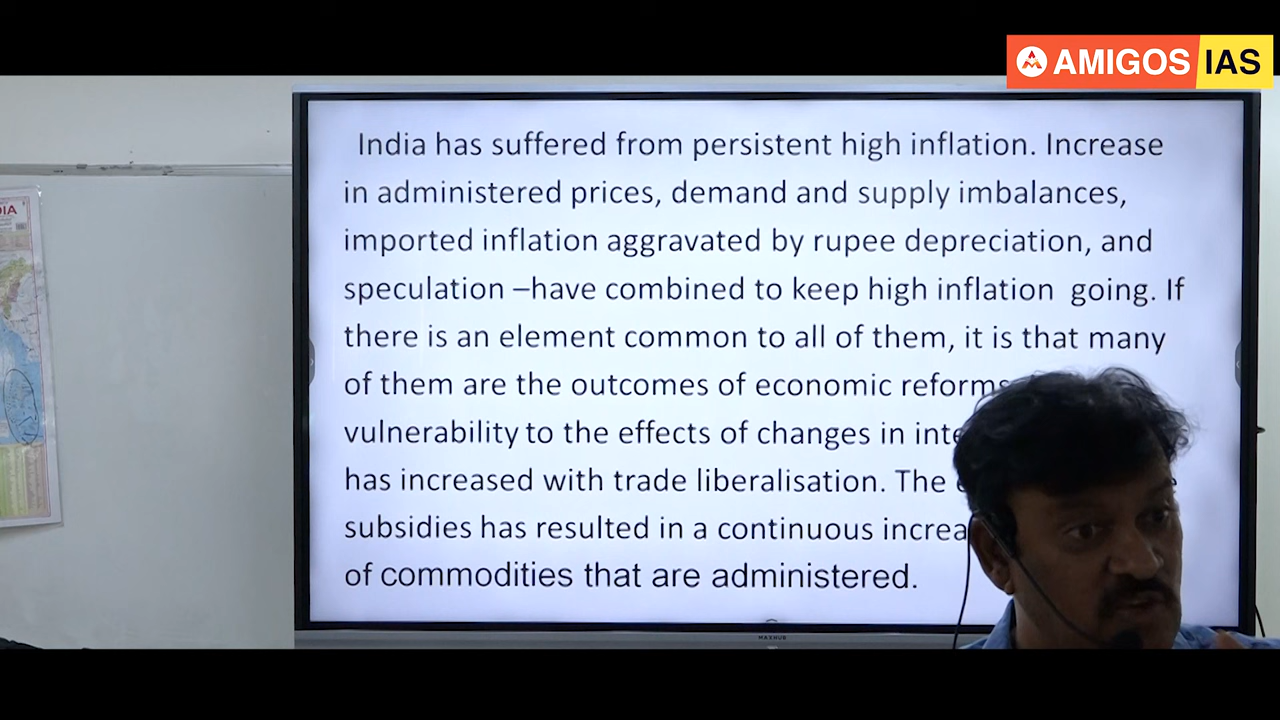 AMIGOS IAS
India has suffered from persistent high inflation. Increase
in administered prices, demand and supply imbalances,
imported inflation aggravated by rupee depreciation, and
speculation –have combined to keep high inflation going. If
there is an element common to all of them, it is that many
of them are the outcomes of economic reforms
vulnerability to the effects of changes in
has increased with trade liberalisation. The
subsidies has resulted in a continuous
of commodities that are administered.
MAXHUB